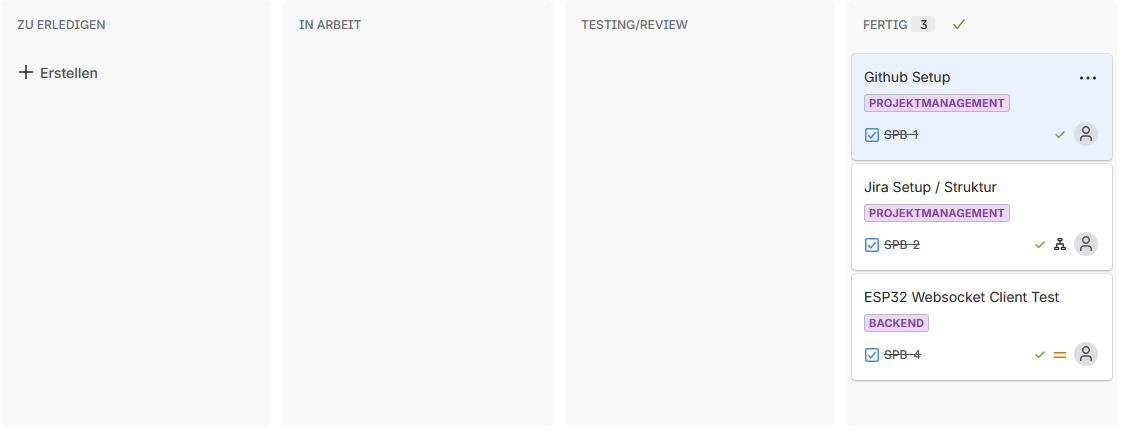 ZU ERLEDIGEN
Erstellen
IN ARBEIT
TESTING/REVIEW
FERTIG 3
Github Setup
PROJEKTMANAGEMENT
SPB-1
Jira Setup / Struktur
PROJEKTMANAGEMENT
SPB-2
ESP32 Websocket Client Test
BACKEND
SPB-4